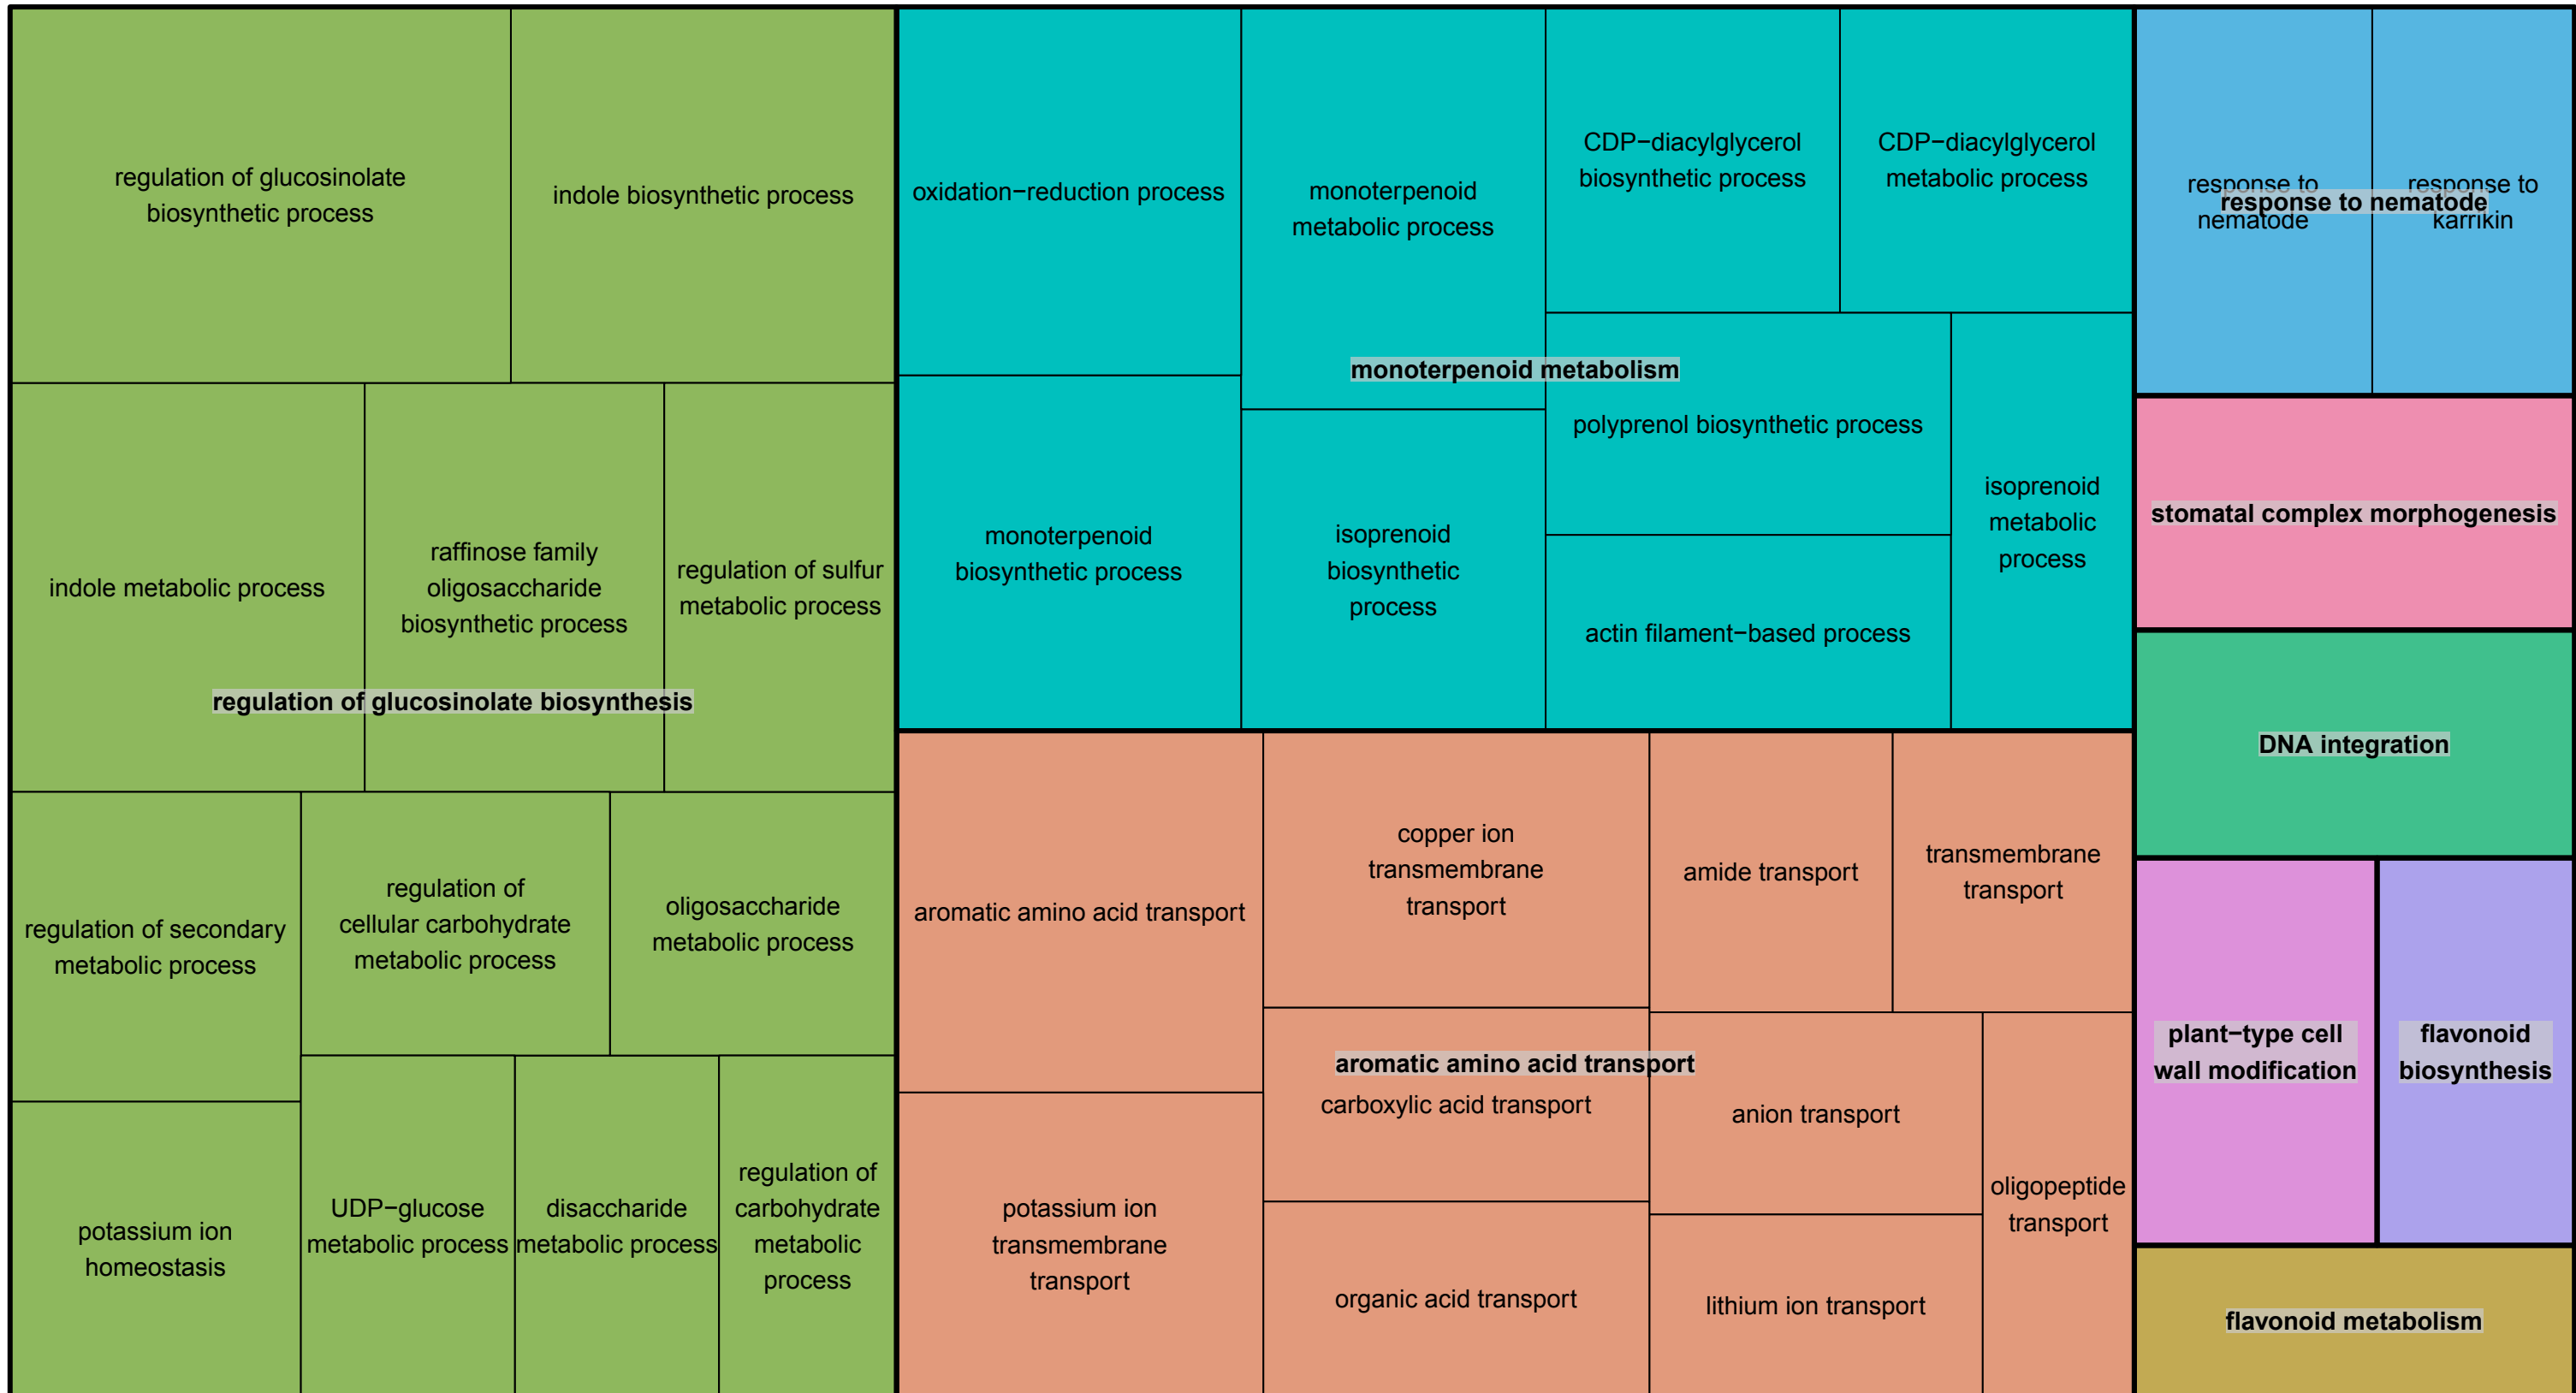 regulation of glucosinolate
biosynthetic process
indole biosynthetic process
indole metabolic process
raffinose family
oligosaccharide
biosynthetic process
regulation of sulfur
metabolic process
regulation of glucosinolate biosynthesis
regulation of secondary
metabolic process
regulation of
cellular carbohydrate
metabolic process
oligosaccharide
metabolic process
potassium ion
homeostasis
UDP−glucose
metabolic process
disaccharide
metabolic process
regulation of
carbohydrate
metabolic
process
oxidation−reduction process
monoterpenoid
metabolic process
CDP−diacylglycerol
biosynthetic process
CDP−diacylglycerol
metabolic process
monoterpenoid metabolism
polyprenol biosynthetic process
monoterpenoid
biosynthetic process
isoprenoid
biosynthetic
process
isoprenoid
metabolic
process
actin filament−based process
aromatic amino acid transport
copper ion
transmembrane
transport
amide transport
transmembrane
transport
aromatic amino acid transport
carboxylic acid transport
anion transport
potassium ion
transmembrane
transport
organic acid transport
lithium ion transport
oligopeptide
transport
response to
nematode
response to
karrikin
response to nematode
stomatal complex morphogenesis
DNA integration
plant−type cell
wall modification
flavonoid
biosynthesis
flavonoid metabolism